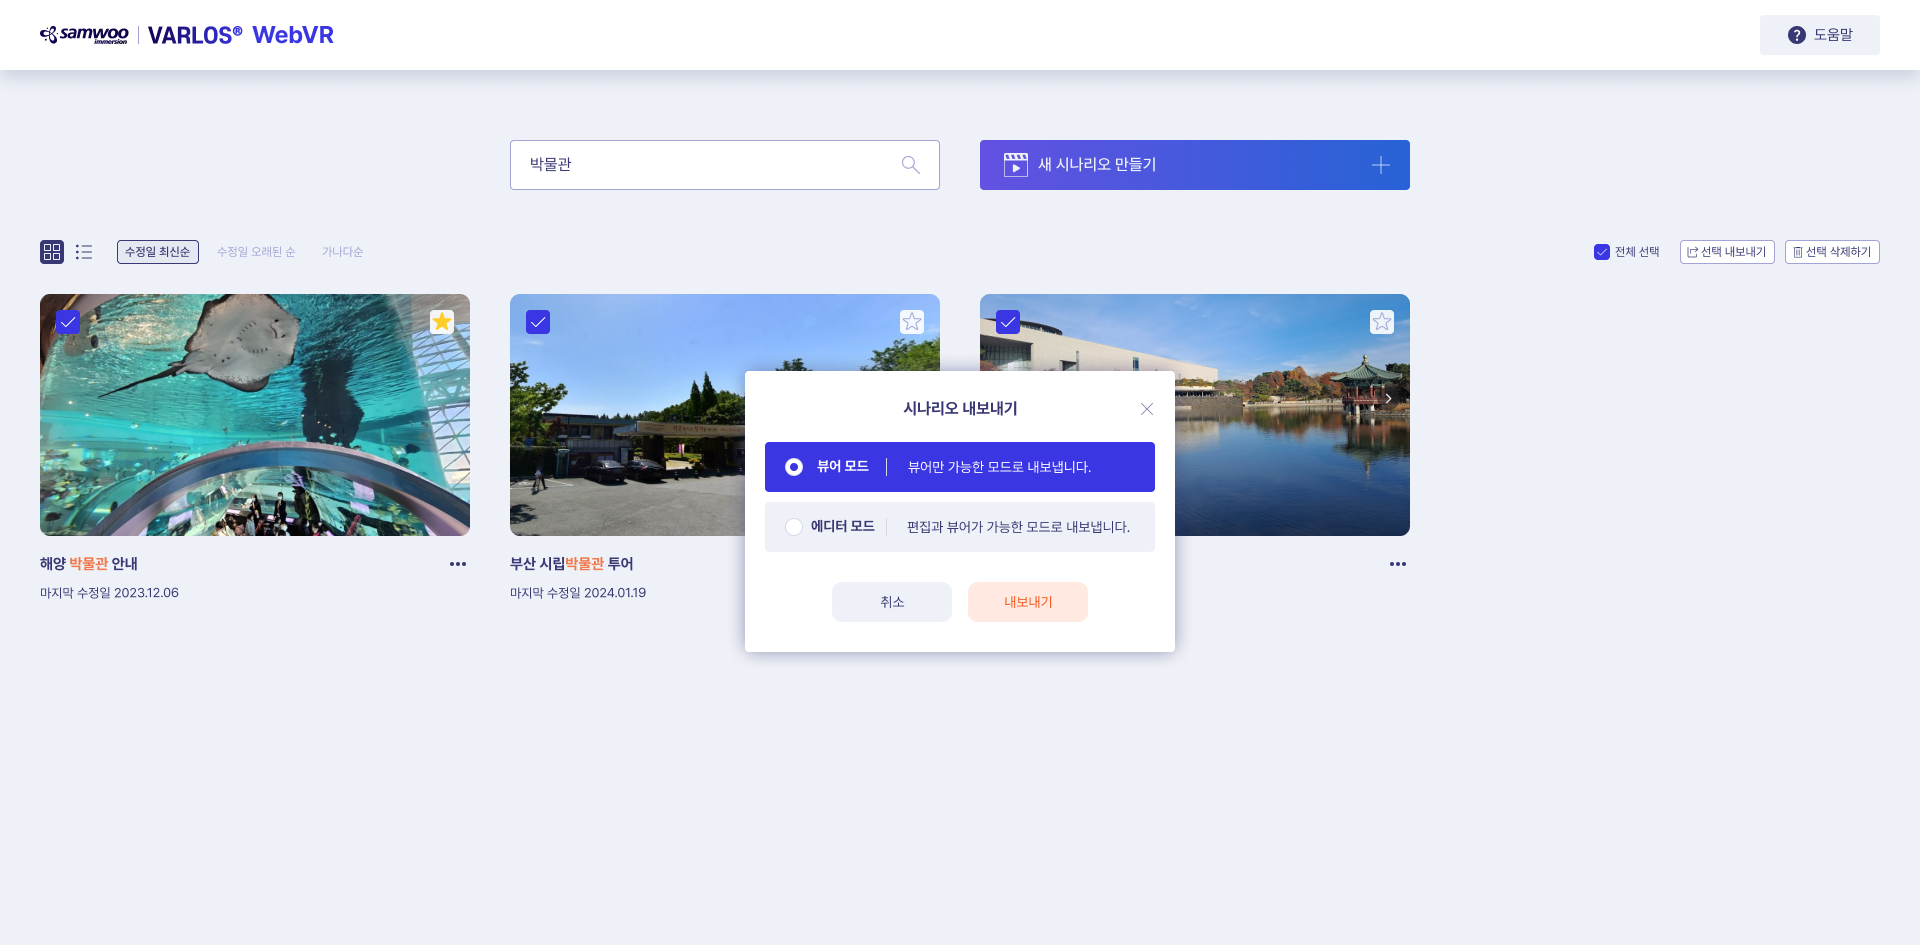 samwoo immersion | VARLOS® WebVR
도움말
박물관
새 시나리오 만들기
수정일 최신순 수정일 오래된 순 가나다순
전체 선택 선택 내보내기 선택 삭제하기
해양 박물관 안내
마지막 수정일 2023.12.06
부산 시립박물관 투어
마지막 수정일 2024.01.19
시나리오 내보내기
뷰어 모드 뷰어만 가능한 모드로 내보냅니다.
에디터 모드 편집과 뷰어가 가능한 모드로 내보냅니다.
취소 내보내기